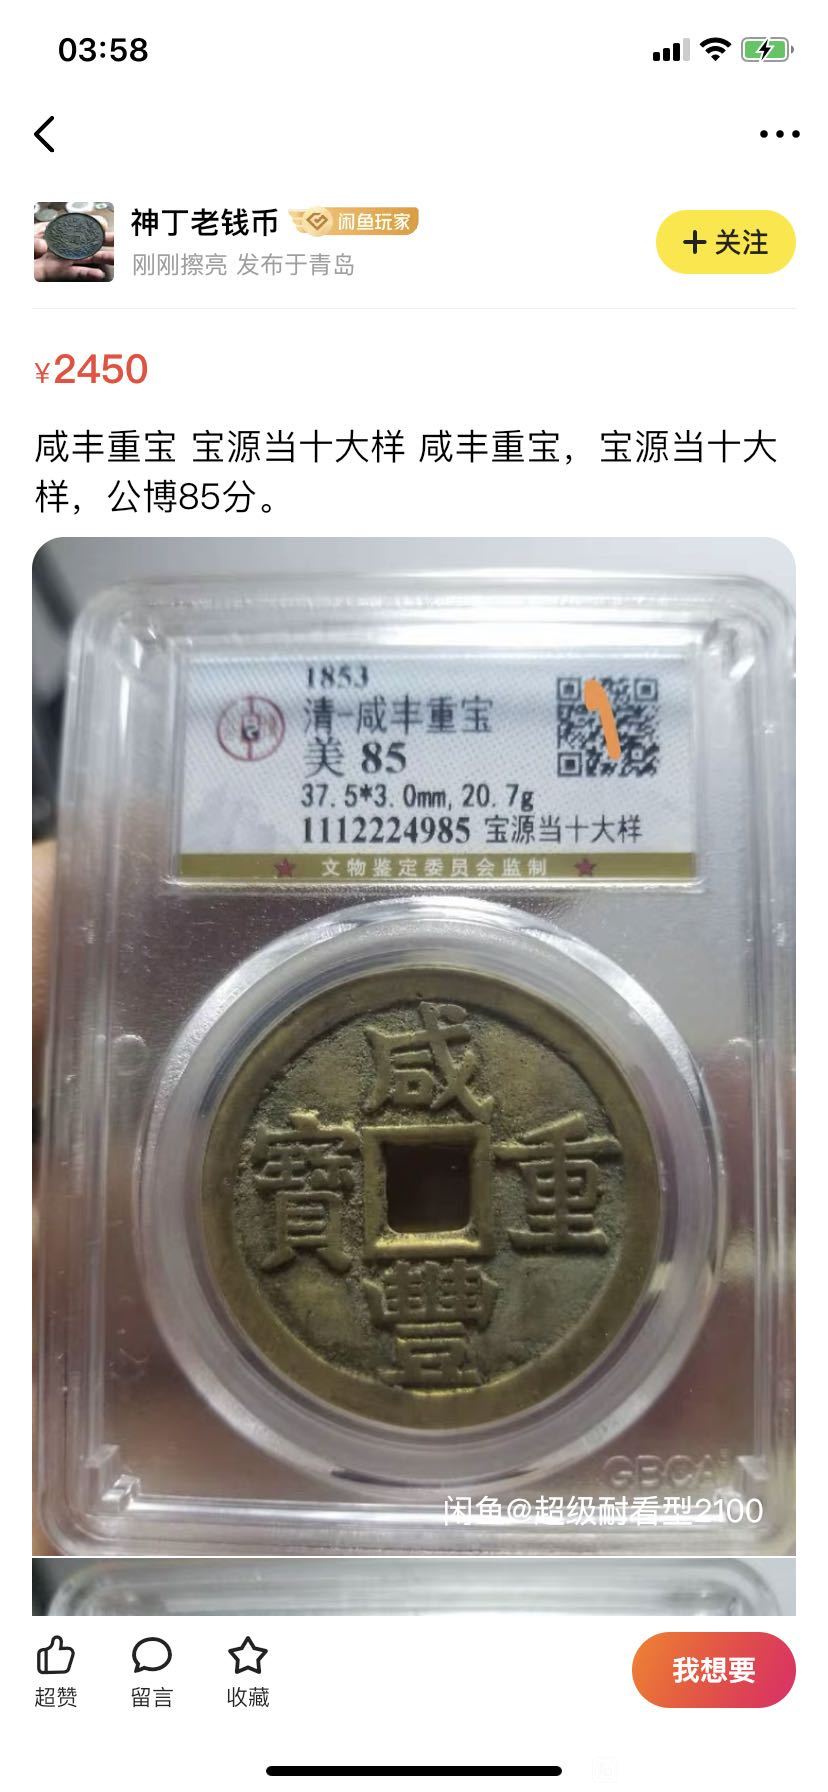 03:58
神丁老钱币 闲鱼玩家
刚刚擦亮 发布于青岛
+ 关注
¥2450
咸丰重宝 宝源当十大样 咸丰重宝，宝源当十大
样，公博85分。
1853
清-咸丰重宝
美 85
37.5*3.0mm, 20.7g
1112224985 宝源当十大样
★ 文物鉴定委员会监制 ★
咸
寶 重
豐
GBCA
闲鱼@超级耐看型2100
超赞 留言 收藏
我想要